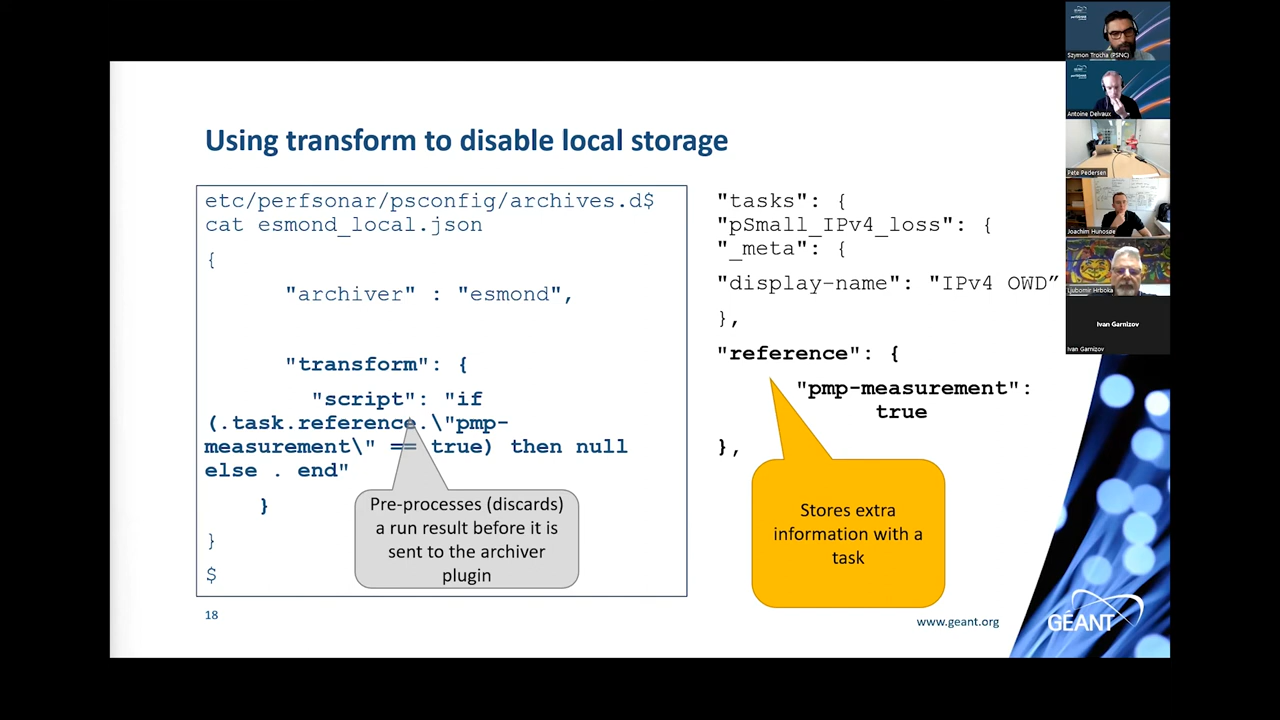 Using transform to disable local storage
etc/perfsonar/psconfig/archives.d$
cat esmond_local.json
{
"archiver" : "esmond",
"transform": {
"script": "if
(.task.reference.\"pmp-
measurement\" == true) then null
else . end"
}
}
$
Pre-processes (discards)
a run result before it is
sent to the archiver
plugin
"tasks": {
"pSmall_IPv4_loss": {
"_meta": {
"display-name": "IPv4 OWD”
},
"reference": {
"pmp-measurement":
true
},
Stores extra
information with a
task
18
www.geant.org
GÉANT
Szymon Trocha (PSNC)
Antoine Delvaux
Pete Pedersen
Joachim Hunosøe
Ljubomir Hrboka
Ivan Garnizov
Ivan Garnizov